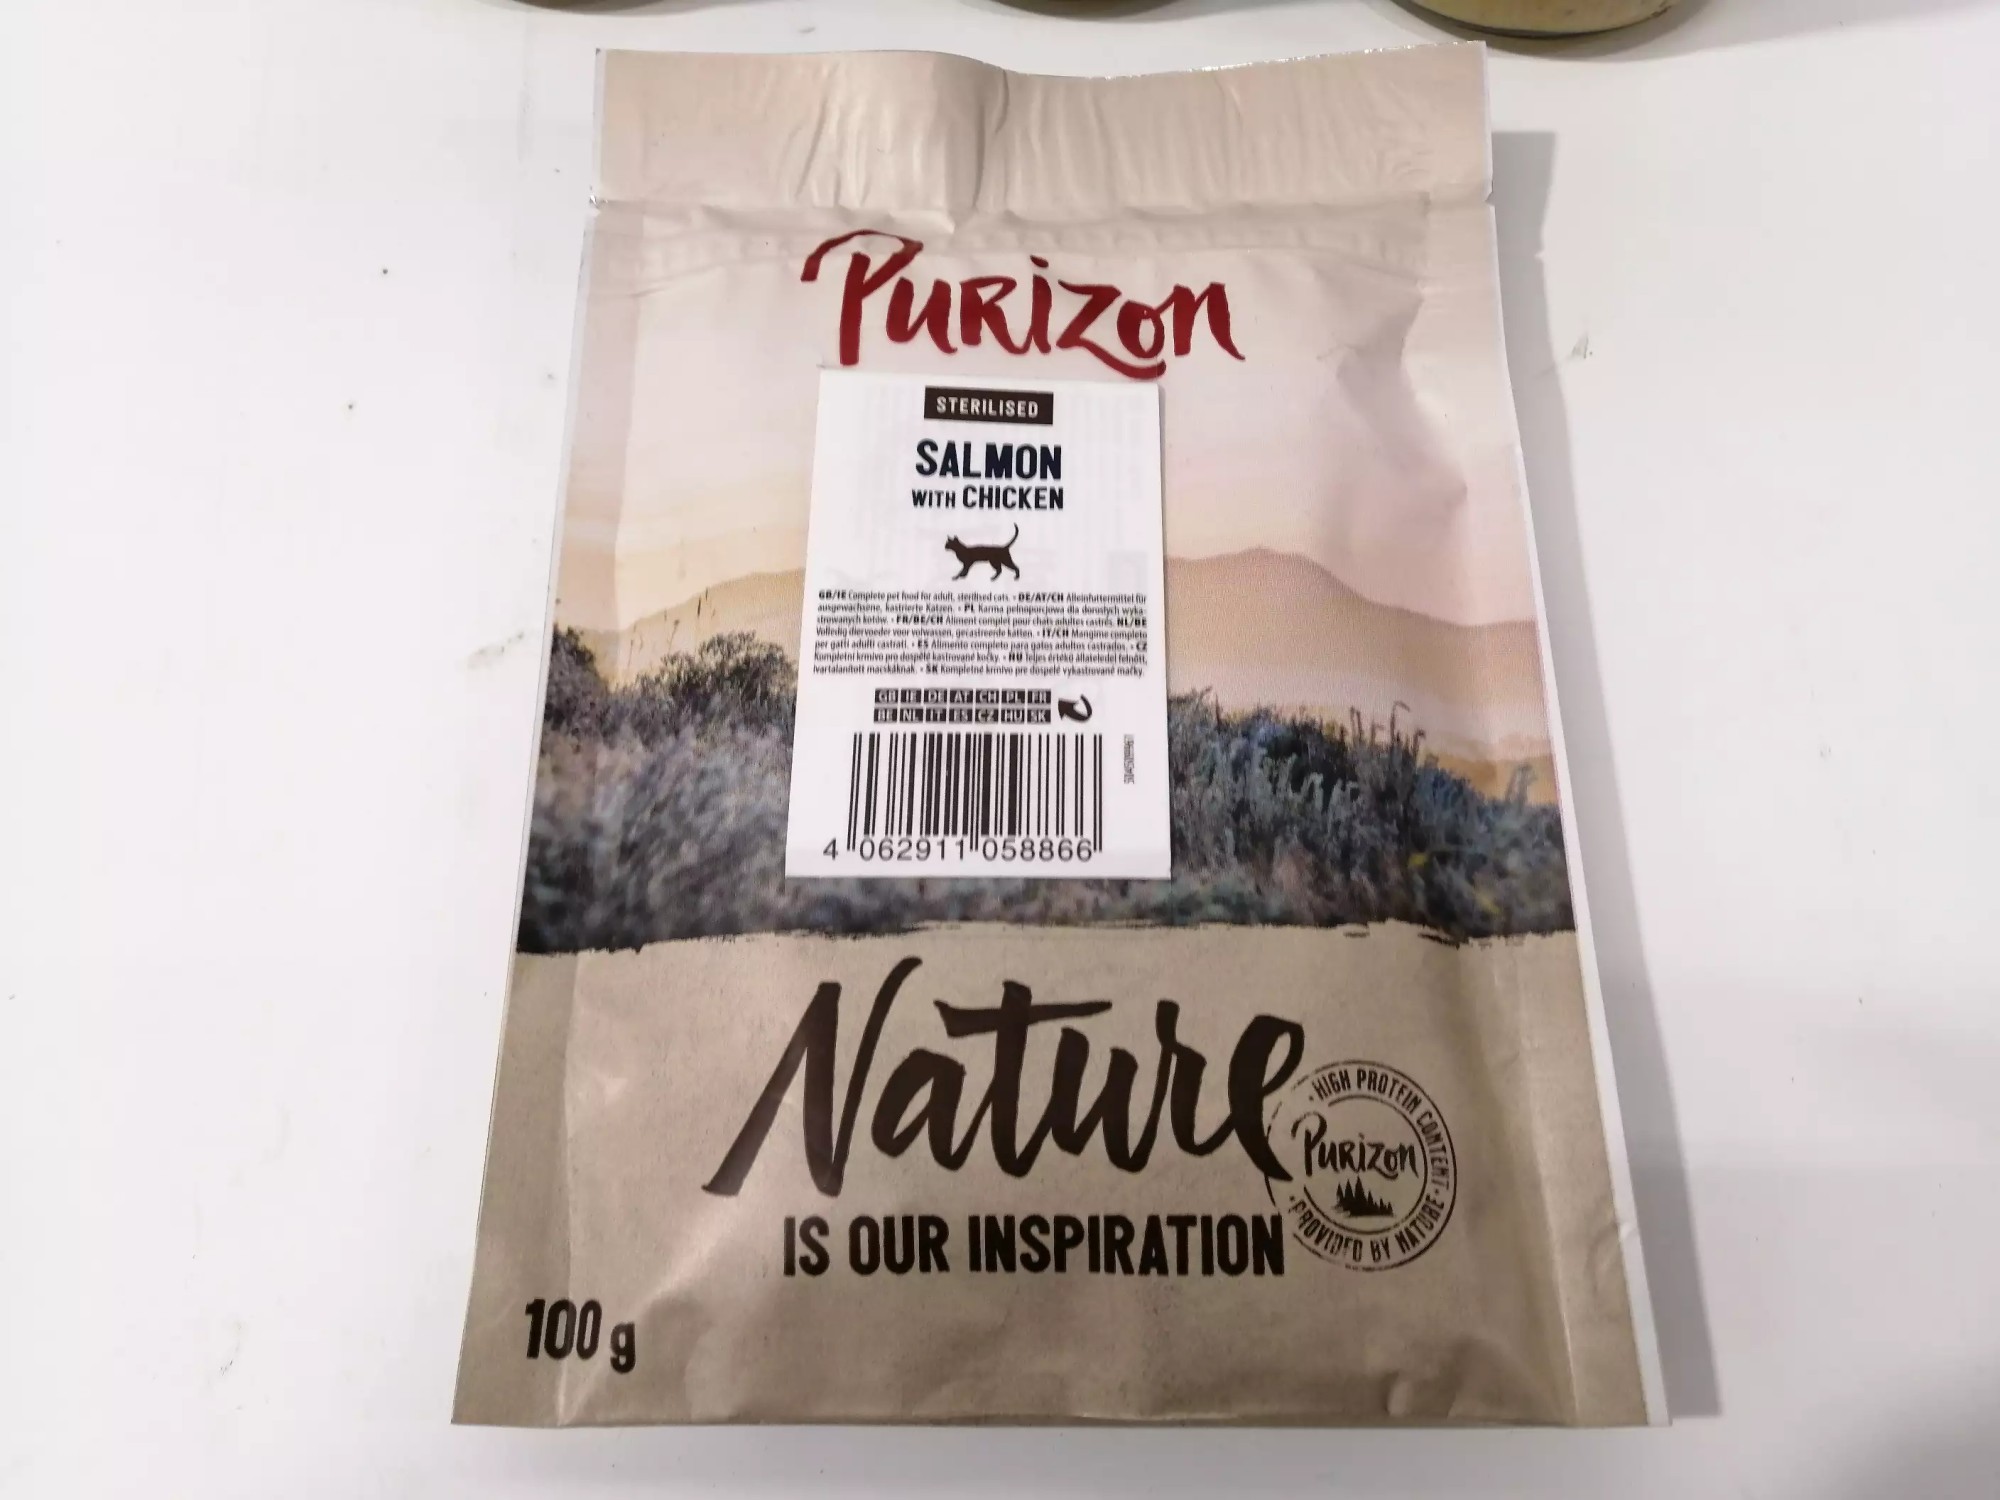 PURIZON
STERILISED
SALMON
WITH CHICKEN
GB/IE Complete pet food for adult, sterilised cats. • DE/AT/CH Alleinfuttermittel für
ausgewachsene, kastrierte Katzen. • PL Karma pełnoporcjowa dla dorosłych wyka-
strowanych kotów. • FR/BE/CH Aliment complet pour chats adultes castrés. NL/BE
Volledig diervoeder voor volwassen, gecastreerde katten. • IT/CH Mangime completo
per gatti adulti castrati. • ES Alimento completo para gatos adultos castrados. • CZ
Kompletní krmivo pro dospělé kastrované kočky. • HU Teljes értékű állateledel felnőtt,
ivartalanított macskáknak. • SK Kompletné krmivo pre dospelé vykastrované mačky.
GB IE DE AT CH PL FR
BE NL IT ES CZ HU SK
4 062911 058866
Nature
IS OUR INSPIRATION
HIGH PROTEIN CONTENT
PURIZON
PROVIDED BY NATURE
100 g